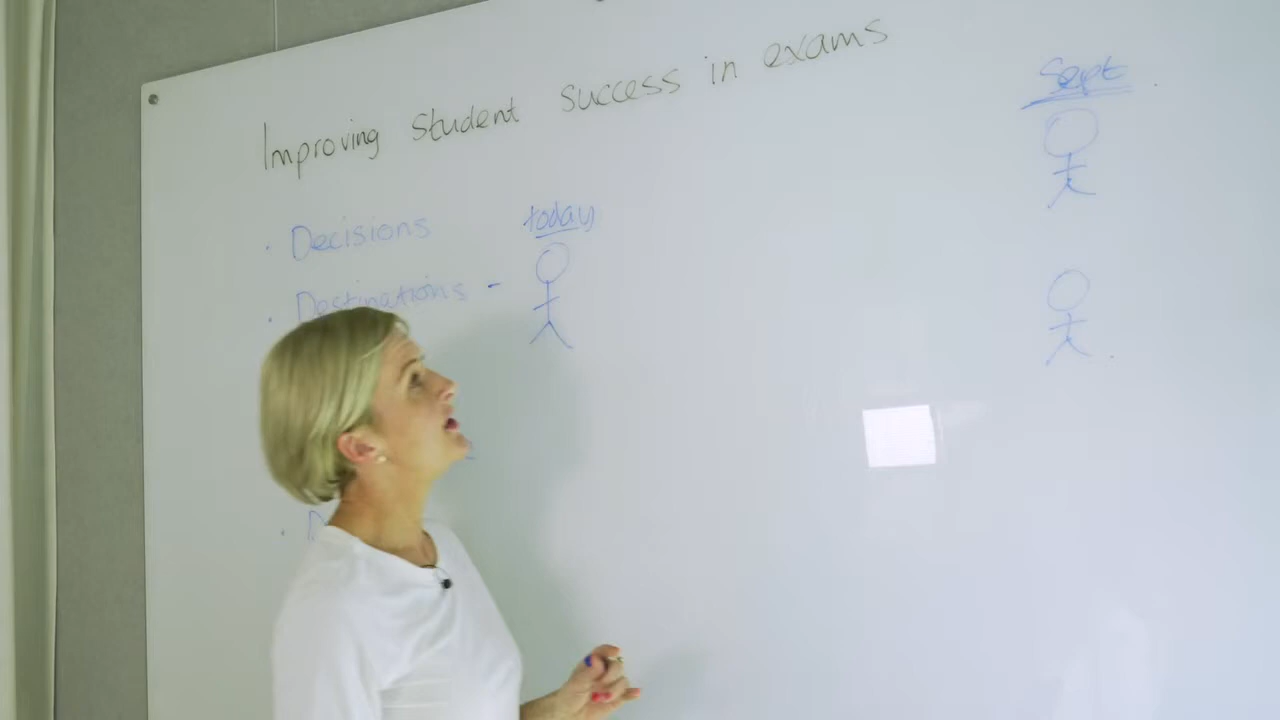 Improving Student Success in exams
Sept
• Decisions
today
• Destinations -